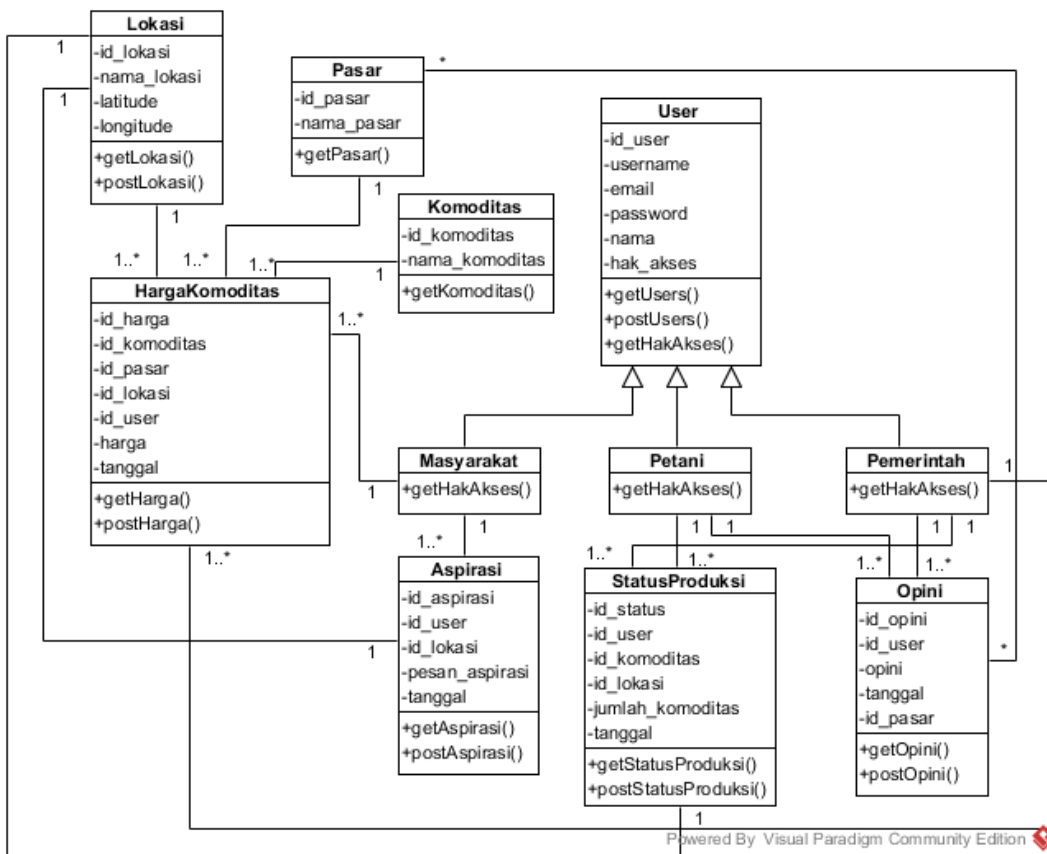 Lokasi
-id_lokasi
-nama_lokasi
-latitude
-longitude
+getLokasi()
+postLokasi()
1
1
1
1..*
Pasar
-id_pasar
-nama_pasar
+getPasar()
*
1
1..*
Komoditas
-id_komoditas
-nama_komoditas
+getKomoditas()
1
1..*
User
-id_user
-username
-email
-password
-nama
-hak_akses
+getUsers()
+postUsers()
+getHakAkses()
HargaKomoditas
-id_harga
-id_komoditas
-id_pasar
-id_lokasi
-id_user
-harga
-tanggal
+getHarga()
+postHarga()
1..*
1..*
Masyarakat
+getHakAkses()
1
1
Petani
+getHakAkses()
1
1
Pemerintah
+getHakAkses()
1
1
1
1..*
Aspirasi
-id_aspirasi
-id_user
-id_lokasi
-pesan_aspirasi
-tanggal
+getAspirasi()
+postAspirasi()
1
1..*
1..*
StatusProduksi
-id_status
-id_user
-id_komoditas
-id_lokasi
-jumlah_komoditas
-tanggal
+getStatusProduksi()
+postStatusProduksi()
1
1..*
1..*
Opini
-id_opini
-id_user
-opini
-tanggal
-id_pasar
+getOpini()
+postOpini()
*
Powered By Visual Paradigm Community Edition